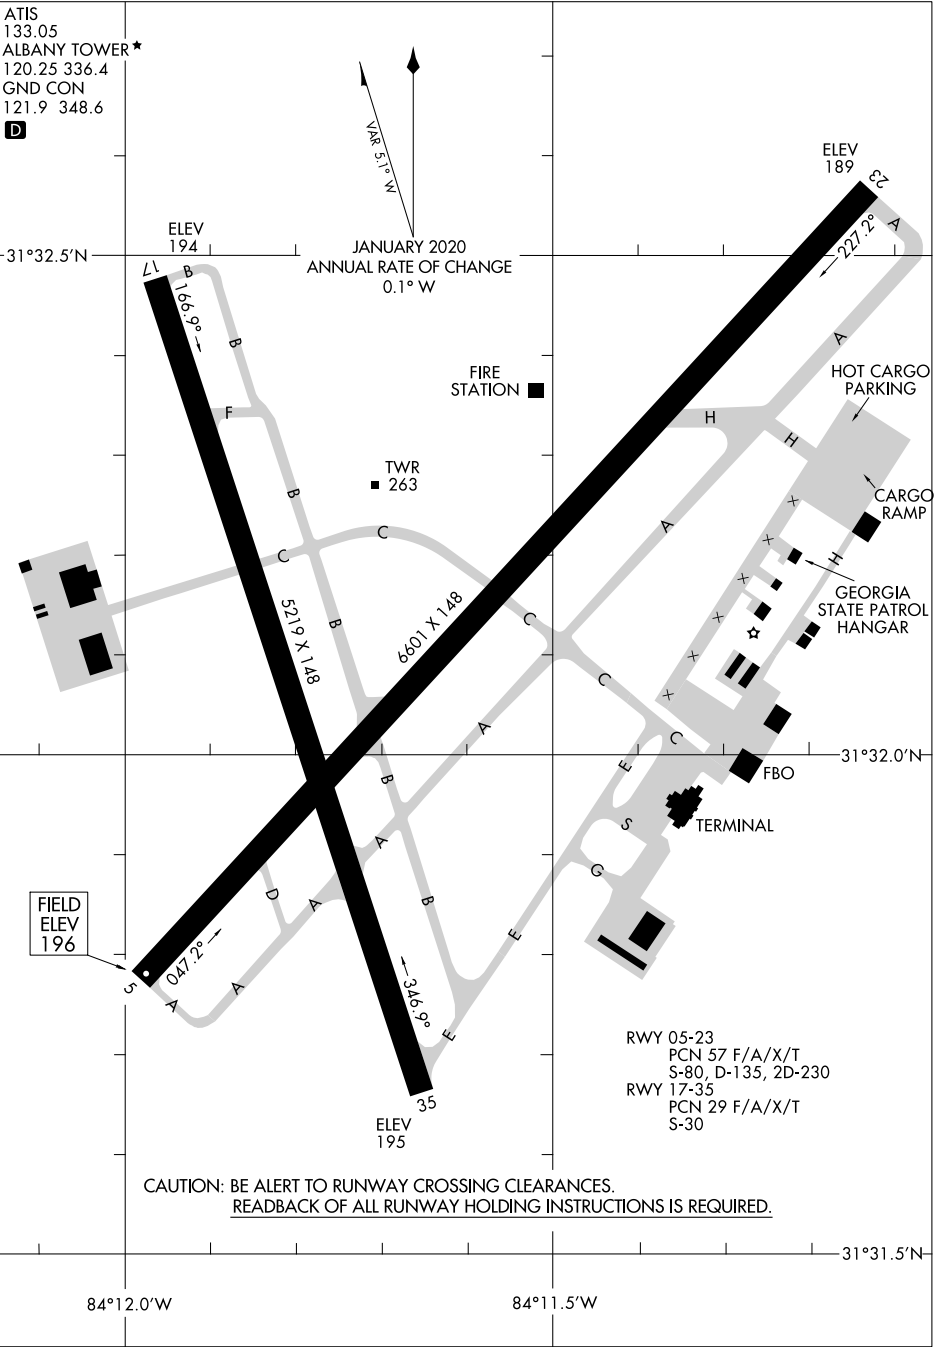 ATIS
133.05
ALBANY TOWER★
120.25 336.4
GND CON
121.9 348.6
D
VAR 5.1° W
JANUARY 2020
ANNUAL RATE OF CHANGE
0.1° W
ELEV
189
23
A
227.2°
31°32.5'N
ELEV
194
17
B
166.9°
B
A
FIRE
STATION
HOT CARGO
PARKING
F
H
H
TWR
263
B
X
CARGO
RAMP
A
C
C
X
H
X
GEORGIA
STATE PATROL
HANGAR
5219 X 148
B
6601 X 148
C
X
X
C
X
A
C
31°32.0'N
E
FBO
B
A
S
TERMINAL
G
D
A
B
FIELD
ELEV
196
E
047.2°
5
A
A
346.9°
E
35
ELEV
195
RWY 05-23
PCN 57 F/A/X/T
S-80, D-135, 2D-230
RWY 17-35
PCN 29 F/A/X/T
S-30
CAUTION: BE ALERT TO RUNWAY CROSSING CLEARANCES.
READBACK OF ALL RUNWAY HOLDING INSTRUCTIONS IS REQUIRED.
31°31.5'N
84°12.0'W
84°11.5'W